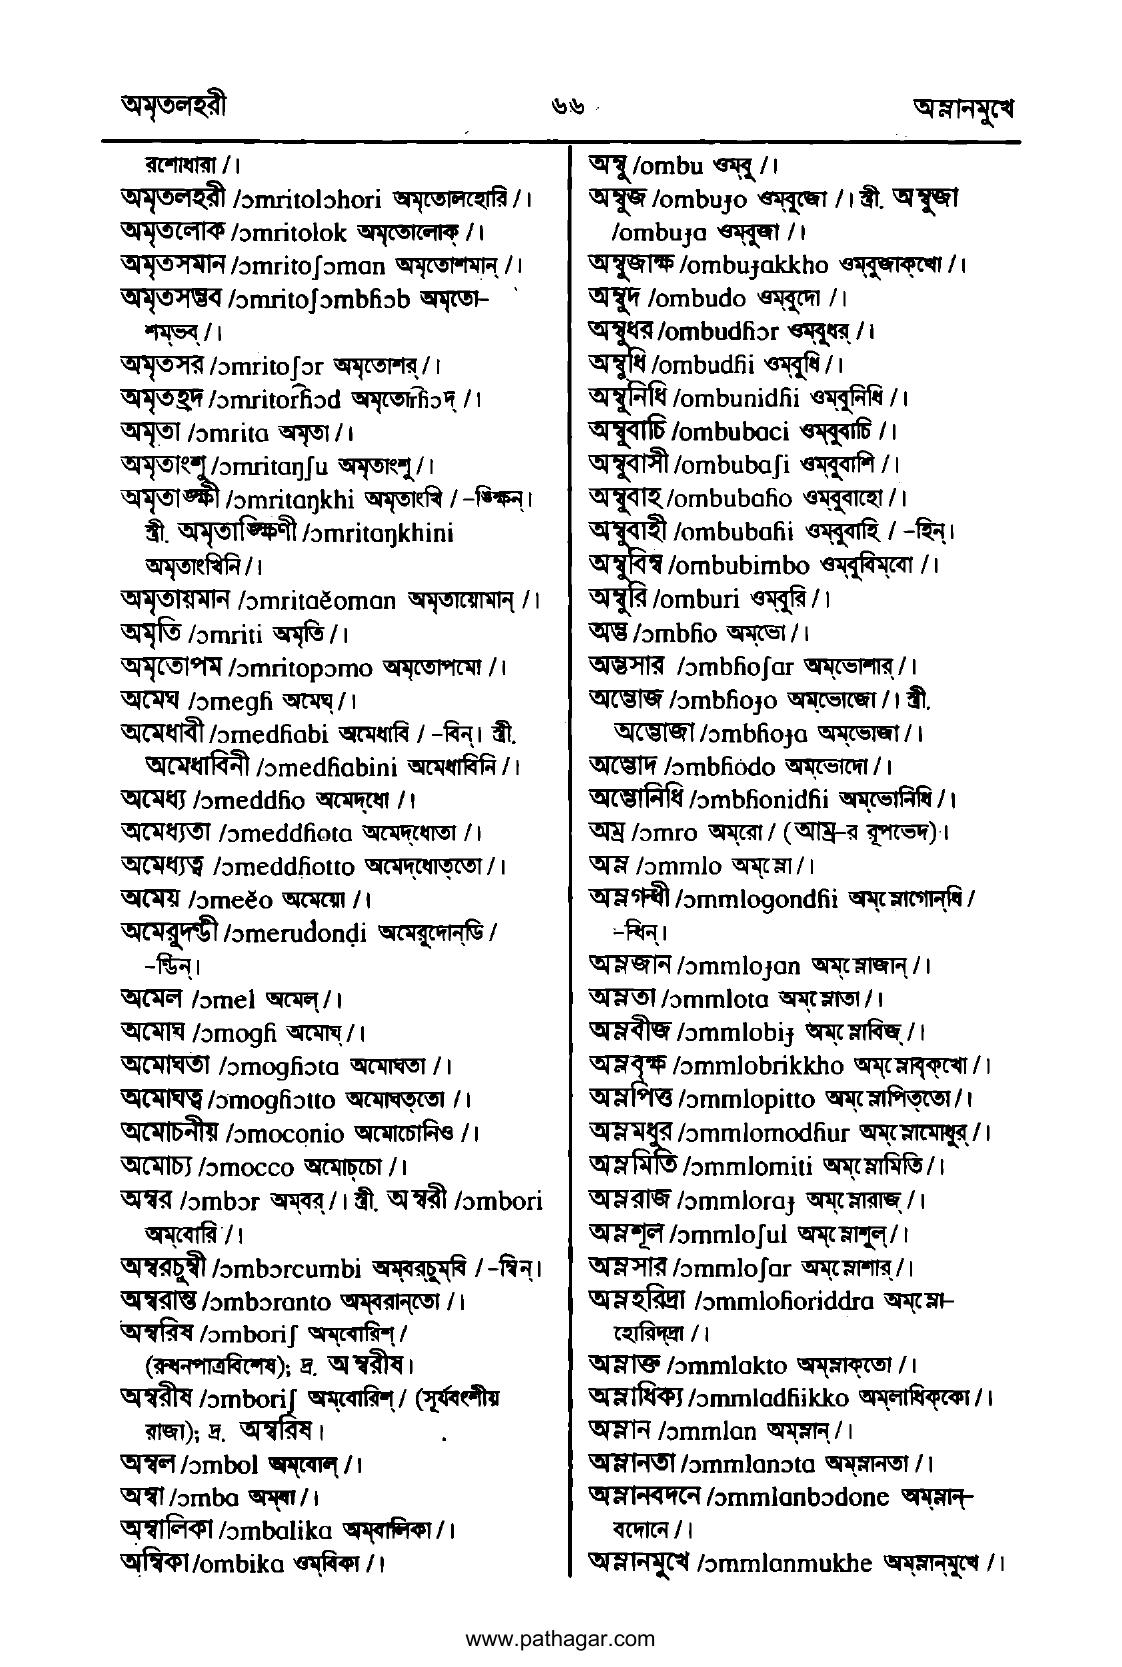 অমৃতলহরী ৬৬ অম্লানমুখে
রশোধারা /।
অমৃতলহরী /ɔmritolɔhori অমৃতোলহোরি /।
অমৃতলোক /ɔmritolok অমৃতোলোক্ /।
অমৃতসমান /ɔmritoʃɔman অমৃতোশমান্ /।
অমৃতসম্ভব /ɔmritoʃɔmbɦɔb অমৃতো–
শম্ভব্ /।
অমৃতসর /ɔmritoʃɔr অমৃতোশর্ /।
অমৃতহ্রদ /ɔmritorɦɔd অমৃতোrɦɔদ্ /।
অমৃতা /ɔmrita অমৃতা /।
অমৃতাংশু /ɔmritaŋʃu অমৃতাংশু /।
অমৃতাঙ্ক্ষী /ɔmritaŋkhi অমৃতাংখি / –ঙ্ক্ষিন্।
স্ত্রী. অমৃতাঙ্ক্ষিণী /ɔmritaŋkhini
অমৃতাংখিনি /।
অমৃতায়মান /ɔmritaĕoman অমৃতায়োমান্ /।
অমৃতি /ɔmriti অমৃতি /।
অমৃতোপম /ɔmritopɔmo অমৃতোপমো /।
অমেঘ /ɔmegɦ অমেঘ্ /।
অমেধাবী /ɔmedɦabi অমেধাবি / –বিন্। স্ত্রী.
অমেধাবিনী /ɔmedɦabini অমেধাবিনি /।
অমেধ্য /ɔmeddɦo অমেদ্ধো /।
অমেধ্যতা /ɔmeddɦota অমেদ্ধোতা /।
অমেধ্যত্ব /ɔmeddɦotto অমেদ্ধোত্তো /।
অমেয় /ɔmeĕo অমেয়ো /।
অমেরুদণ্ডী /ɔmerudonḍi অমেরুদোন্ডি /
–ণ্ডিন্।
অমেল /ɔmel অমেল্ /।
অমোঘ /ɔmogɦ অমোঘ্ /।
অমোঘতা /ɔmogɦɔta অমোঘতা /।
অমোঘত্ব /ɔmogɦɔtto অমোঘত্তো /।
অমোচনীয় /ɔmoconio অমোচোনিও /।
অমোচ্য /ɔmocco অমোচ্চো /।
অম্বর /ɔmbɔr অম্বর্ /। স্ত্রী. অম্বরী /ɔmbori
অম্বোরি /।
অম্বরচুম্বী /ɔmbɔrcumbi অম্বরচুম্বি / –ম্বিন্।
অম্বরান্ত /ɔmbɔranto অম্বরান্তো /।
অম্বরিষ /ɔmboriʃ অম্বোরিশ্ /
(রন্ধনপাত্রবিশেষ); দ্র. অম্বরীষ।
অম্বরীষ /ɔmboriʃ অম্বোরিশ্ / (সূর্যবংশীয়
রাজা); দ্র. অম্বরিষ।
অম্বল /ɔmbol অম্বোল্ /।
অম্বা /ɔmba অম্বা /।
অম্বালিকা /ɔmbalika অম্বালিকা /।
অম্বিকা /ombika ওম্বিকা /।
অম্বু /ombu ওম্বু /।
অম্বুজ /ombuɟo ওম্বুজো /। স্ত্রী. অম্বুজা
/ombuɟa ওম্বুজা /।
অম্বুজাক্ষ /ombuɟakkho ওম্বুজাক্খো /।
অম্বুদ /ombudo ওম্বুদো /।
অম্বুধর /ombudɦɔr ওম্বুধর্ /।
অম্বুধি /ombudɦi ওম্বুধি /।
অম্বুনিধি /ombunidɦi ওম্বুনিধি /।
অম্বুবাচি /ombubaci ওম্বুবাচি /।
অম্বুবাসী /ombubaʃi ওম্বুবাশি /।
অম্বুবাহ /ombubaɦo ওম্বুবাহো /।
অম্বুবাহী /ombubaɦi ওম্বুবাহি / –হিন্।
অম্বুবিম্ব /ombubimbo ওম্বুবিম্বো /।
অম্বুরি /omburi ওম্বুরি /।
অম্ভ /ɔmbɦo অম্ভো /।
অম্ভসার /ɔmbɦoʃar অম্ভোশার্ /।
অম্ভোজ /ɔmbɦoɟo অম্ভোজো /। স্ত্রী.
অম্ভোজা /ɔmbɦoɟa অম্ভোজা /।
অম্ভোদ /ɔmbɦodo অম্ভোদো /।
অম্ভোনিধি /ɔmbɦonidɦi অম্ভোনিধি /।
অম্র /ɔmro অম্রো / (আম্র–র রূপভেদ)।
অম্ল /ɔmmlo অম্ম্লো /।
অম্লগন্ধী /ɔmmlogondɦi অম্ম্লোগোন্ধি /
–ন্ধিন্।
অম্লজান /ɔmmloɟan অম্ম্লোজান্ /।
অম্লতা /ɔmmlota অম্ম্লোতা /।
অম্লবীজ /ɔmmlobiɟ অম্ম্লোবিজ্ /।
অম্লবৃক্ষ /ɔmmlobrikkho অম্ম্লোবৃক্খো /।
অম্লপিত্ত /ɔmmlopitto অম্ম্লোপিত্তো /।
অম্লমধুর /ɔmmlomodɦur অম্ম্লোমোধুর্ /।
অম্লমিতি /ɔmmlomiti অম্ম্লোমিতি /।
অম্লরাজ /ɔmmloraɟ অম্ম্লোরাজ্ /।
অম্লশূল /ɔmmloʃul অম্ম্লোশুল্ /।
অম্লসার /ɔmmloʃar অম্ম্লোশার্ /।
অম্লহরিদ্রা /ɔmmloɦoriddra অম্ম্লো–
হোরিদ্দ্রা /।
অম্লাক্ত /ɔmmlakto অম্ম্লাক্তো /।
অম্লাধিক্য /ɔmmladɦikko অম্লাধিক্কো /।
অম্লান /ɔmmlan অম্ম্লান্ /।
অম্লানতা /ɔmmlanɔta অম্ম্লানতা /।
অম্লানবদনে /ɔmmlanbɔdone অম্ম্লান্–
বদোনে /।
অম্লানমুখে /ɔmmlanmukhe অম্ম্লান্মুখে /।
www.pathagar.com